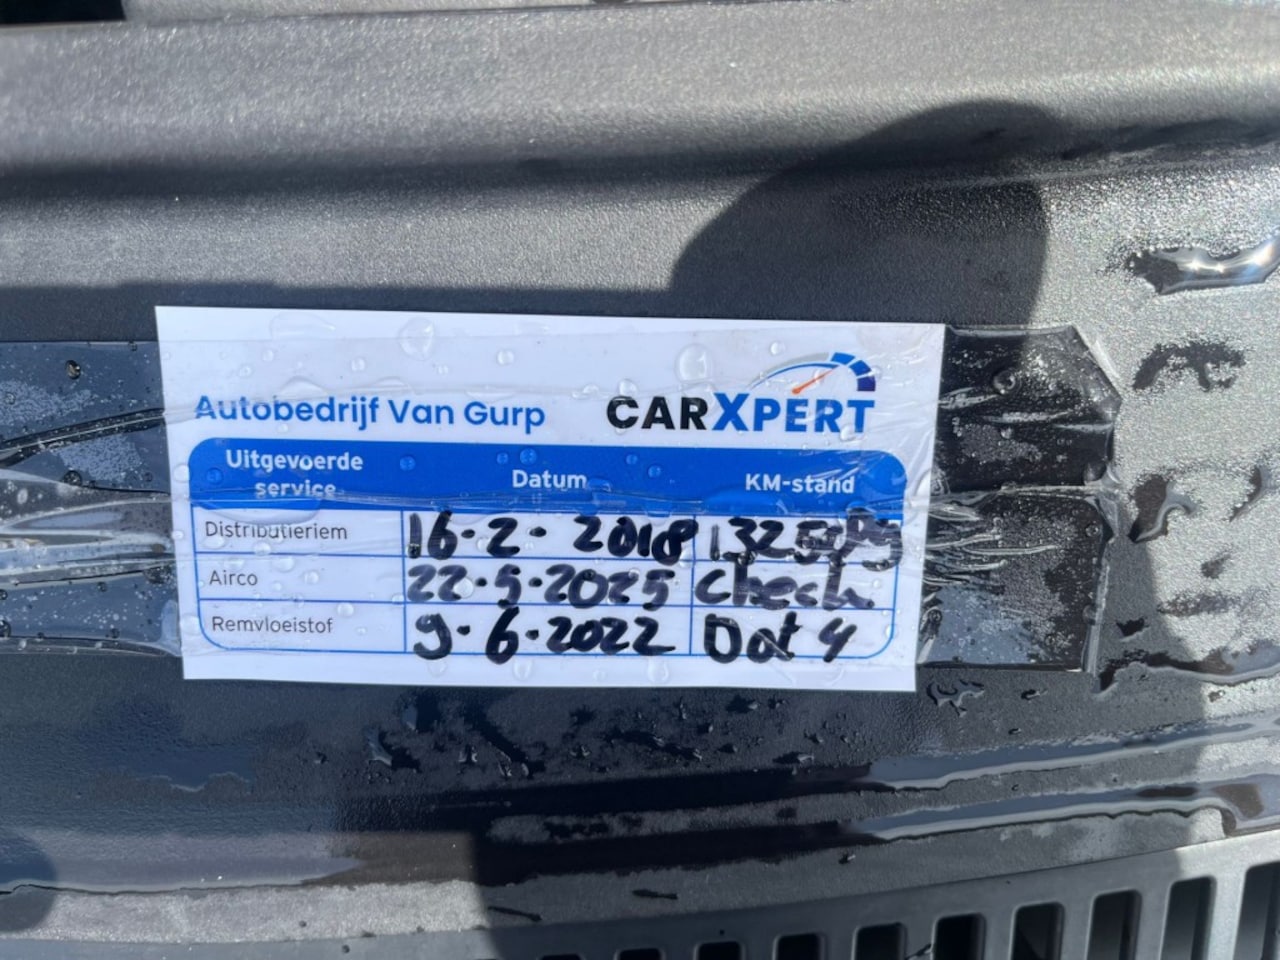 Autobedrijf Van Gurp CARXPERT
Uitgevoerde service Datum KM-stand
Distributieriem 16-2-2018
Airco 22-5-2025 check
Remvloeistof 9-6-2022 Dot 4